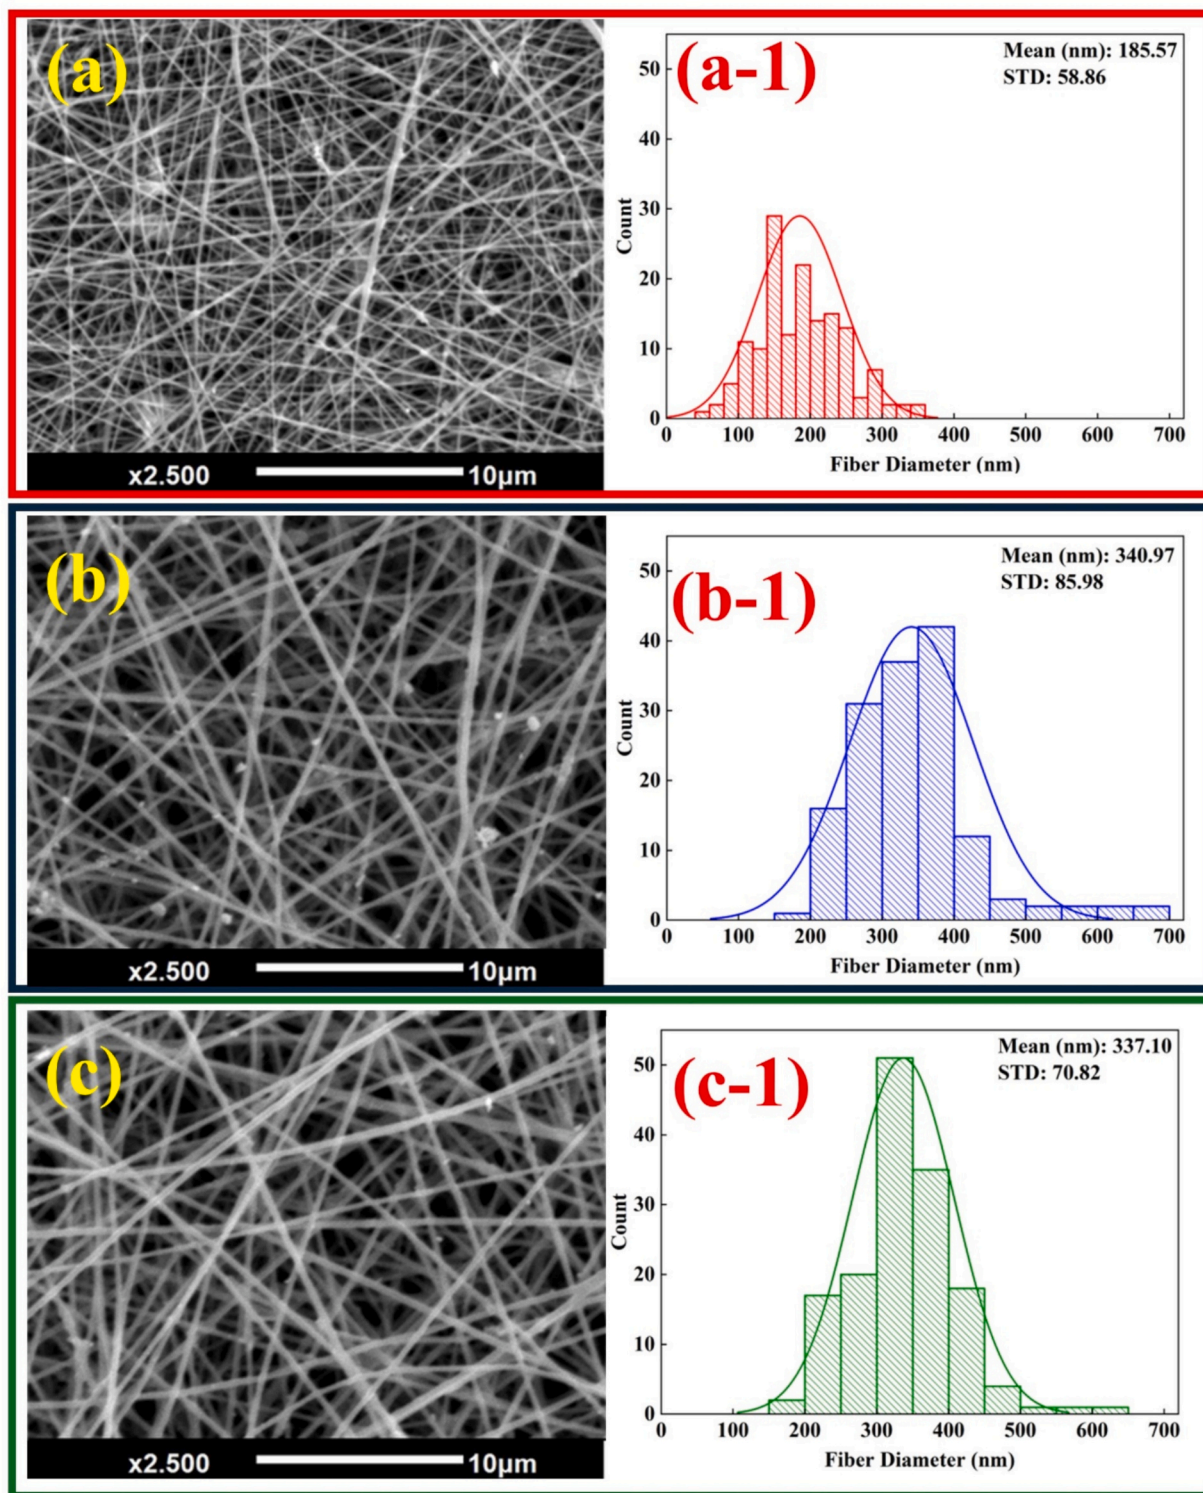 (a)
x2.500 10μm
(a-1)
Mean (nm): 185.57
STD: 58.86
50
40
30
20
10
0
Count
0 100 200 300 400 500 600 700
Fiber Diameter (nm)
(b)
x2.500 10μm
(b-1)
Mean (nm): 340.97
STD: 85.98
50
40
30
20
10
0
Count
0 100 200 300 400 500 600 700
Fiber Diameter (nm)
(c)
x2.500 10μm
(c-1)
Mean (nm): 337.10
STD: 70.82
50
40
30
20
10
0
Count
0 100 200 300 400 500 600 700
Fiber Diameter (nm)